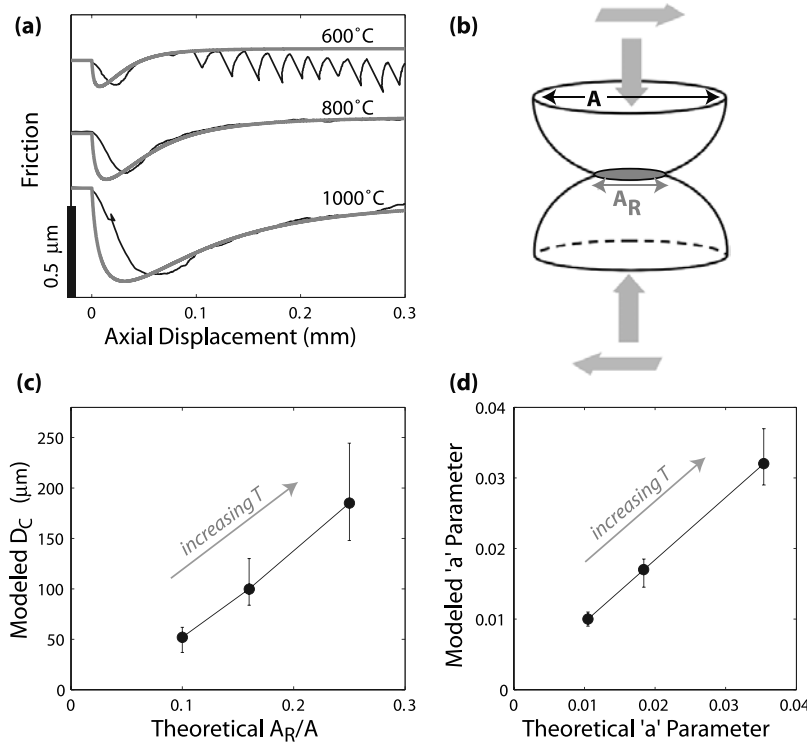 (a)
600°C
800°C
1000°C
Friction
0.5 μm
0
0.1
0.2
0.3
Axial Displacement (mm)
(b)
A
A_R
(c)
250
200
150
100
50
0
Modeled D_C (μm)
increasing T
0
0.1
0.2
0.3
Theoretical A_R/A
(d)
0.04
0.03
0.02
0.01
0
Modeled 'a' Parameter
increasing T
0
0.01
0.02
0.03
0.04
Theoretical 'a' Parameter